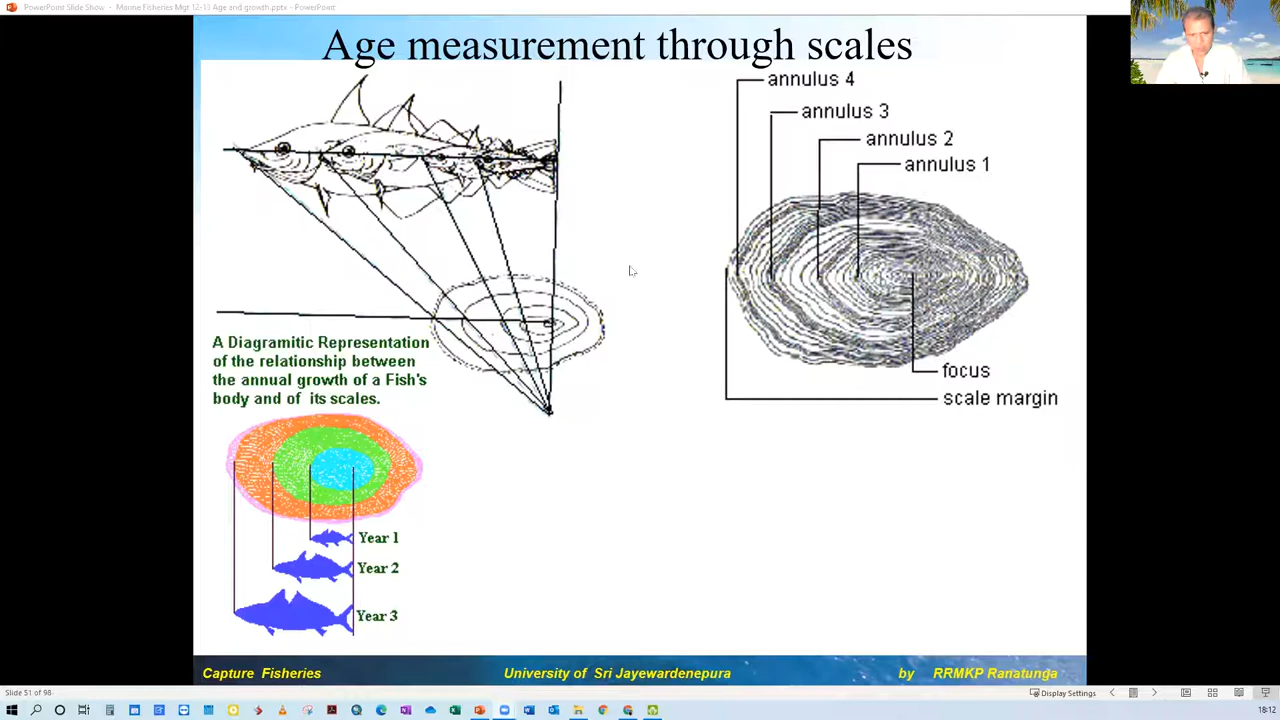 PowerPoint Slide Show - Marine Fisheries Mgt 12-13 Age and growth.pptx - PowerPoint
Age measurement through scales
annulus 4
annulus 3
annulus 2
annulus 1
focus
scale margin
A Diagramitic Representation
of the relationship between
the annual growth of a Fish's
body and of its scales.
Year 1
Year 2
Year 3
Capture Fisheries
University of Sri Jayewardenepura
by RRMKP Ranatunga
Slide 51 of 98
Display Settings
18:12